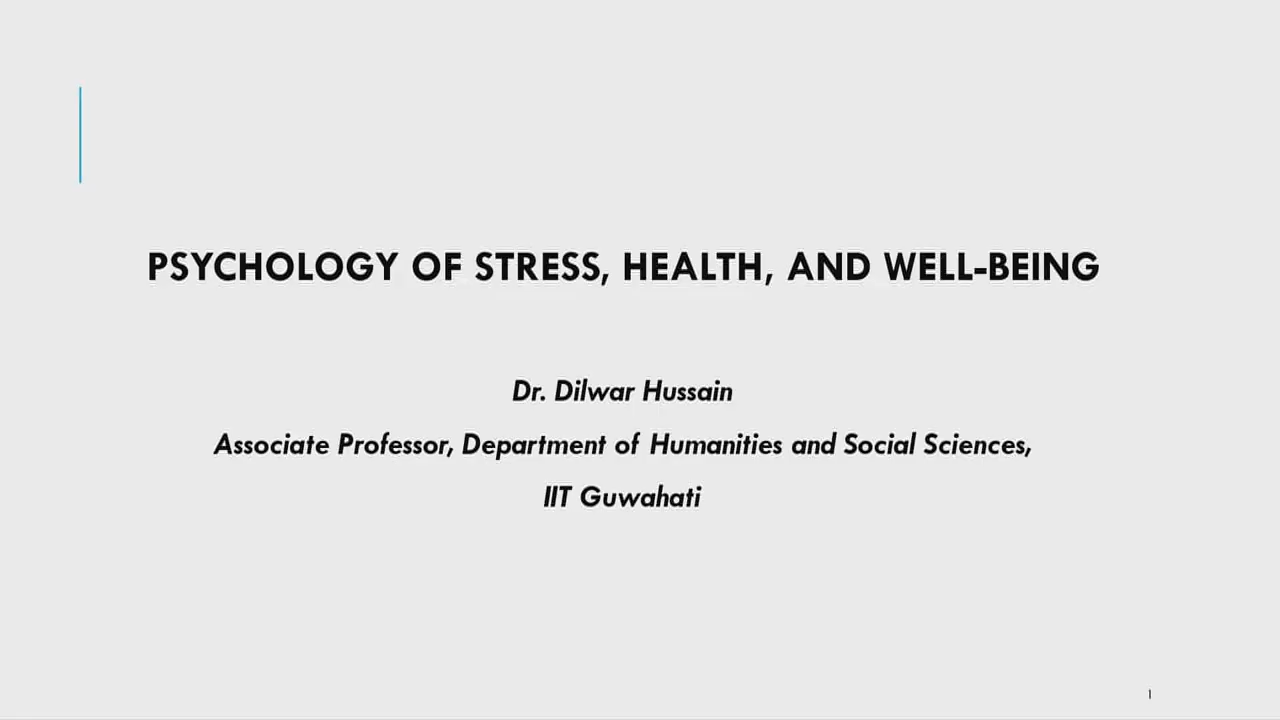 PSYCHOLOGY OF STRESS, HEALTH, AND WELL-BEING
Dr. Dilwar Hussain
Associate Professor, Department of Humanities and Social Sciences,
IIT Guwahati
1